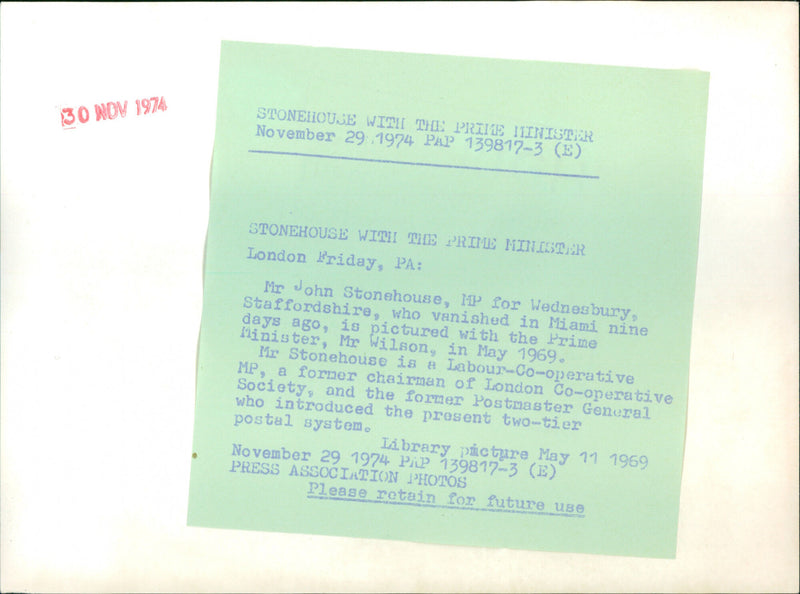 30 NOV 1974
STONEHOUSE WITH THE PRIME MINISTER
November 29 1974 PAP 139817-3 (E)
STONEHOUSE WITH THE PRIME MINISTER
London Friday, PA:
Mr John Stonehouse, MP for Wednesbury,
Staffordshire, who vanished in Miami nine
days ago, is pictured with the Prime
Minister, Mr Wilson, in May 1969.
Mr Stonehouse is a Labour-Co-operative
MP, a former chairman of London Co-operative
Society, and the former Postmaster General
who introduced the present two-tier
postal system.
Library picture May 11 1969
November 29 1974 PAP 139817-3 (E)
PRESS ASSOCIATION PHOTOS
Please retain for future use